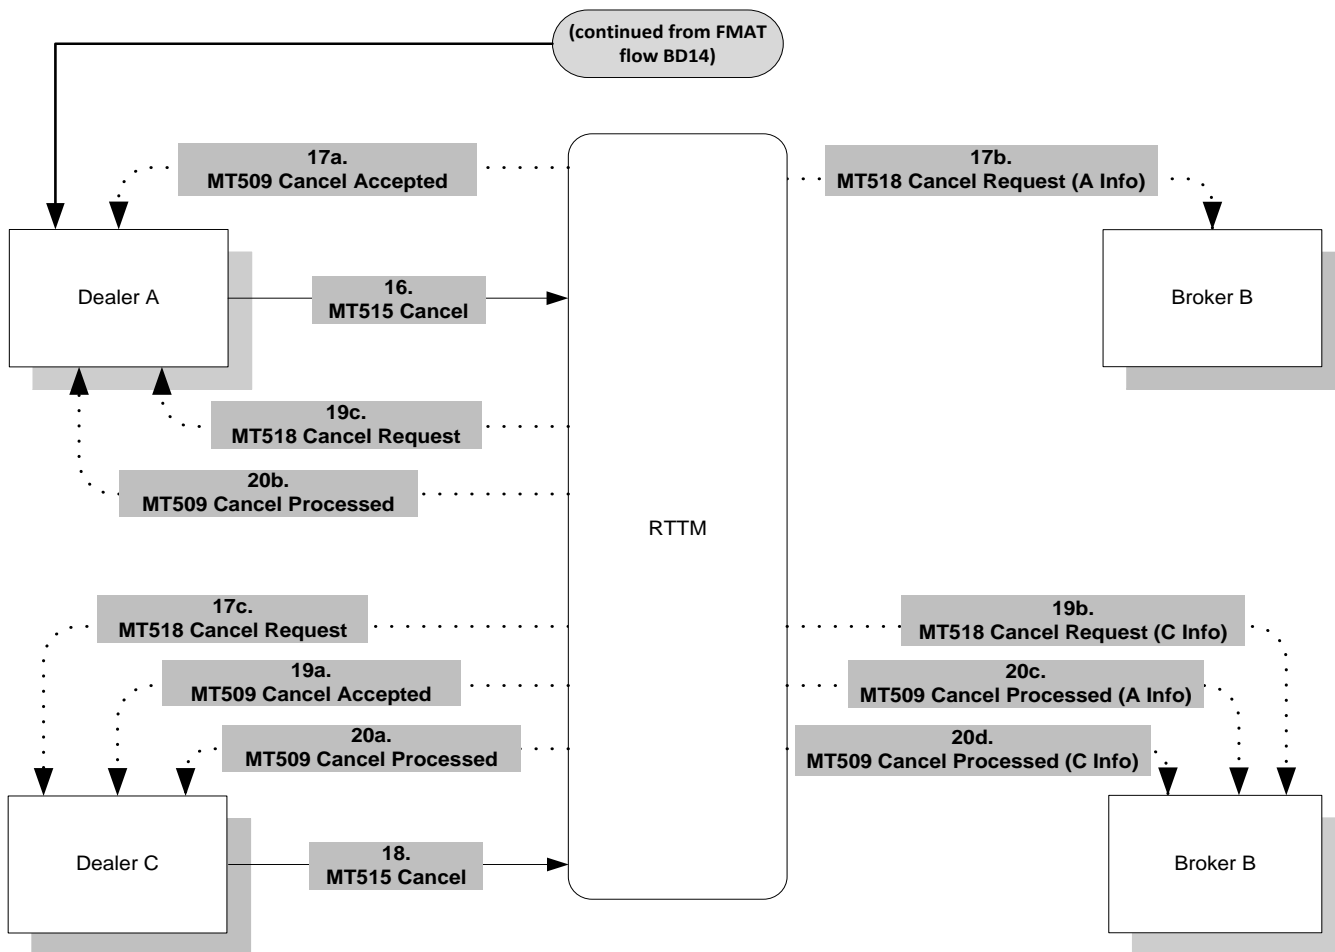 (continued from FMAT
flow BD14)
17a.
MT509 Cancel Accepted
17b.
MT518 Cancel Request (A Info)
Dealer A
16.
MT515 Cancel
Broker B
19c.
MT518 Cancel Request
20b.
MT509 Cancel Processed
RTTM
17c.
MT518 Cancel Request
19b.
MT518 Cancel Request (C Info)
19a.
MT509 Cancel Accepted
20c.
MT509 Cancel Processed (A Info)
20a.
MT509 Cancel Processed
20d.
MT509 Cancel Processed (C Info)
Dealer C
18.
MT515 Cancel
Broker B